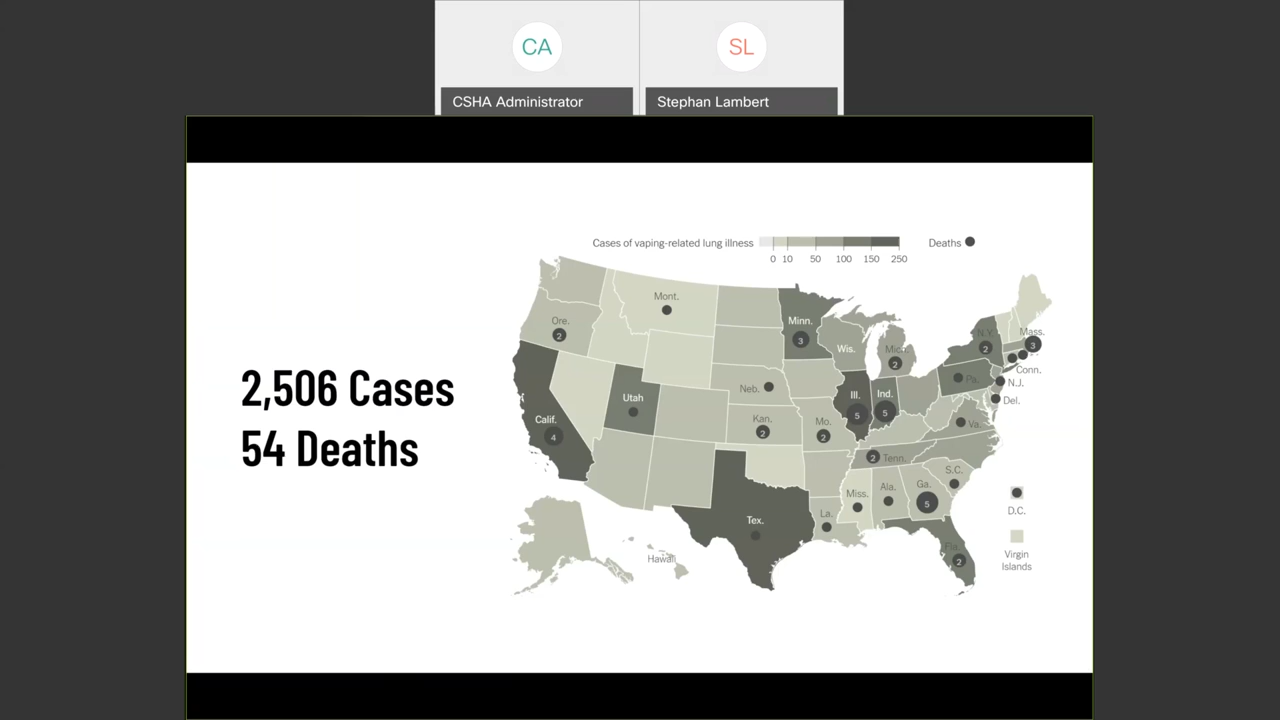 CA
SL
CSHA Administrator
Stephan Lambert
Cases of vaping-related lung illness
0 10 50 100 150 250
Deaths
2,506 Cases
54 Deaths
Mont.
Ore.
2
Minn.
3
Wis.
Mich.
2
N.Y.
2
Mass.
3
Conn.
N.J.
Pa.
Del.
Neb.
Utah
Ill.
5
Ind.
5
Calif.
4
Kan.
2
Mo.
2
Va.
2
Tenn.
S.C.
Miss.
Ala.
Ga.
5
La.
Tex.
D.C.
Fla.
2
Hawaii
Virgin
Islands